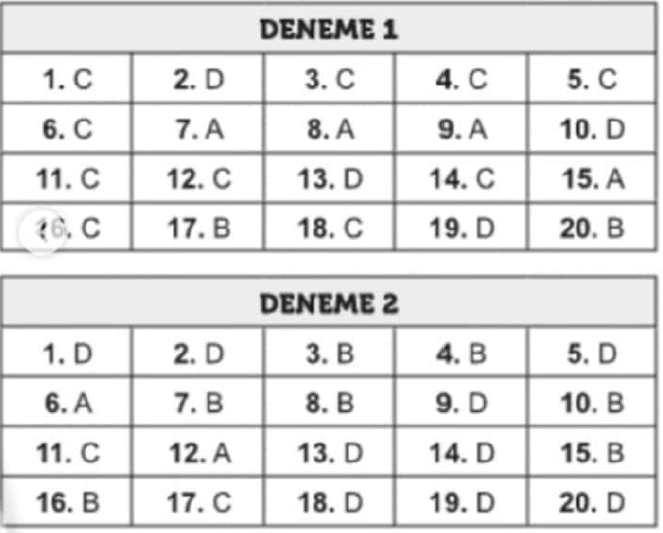 DENEME 1
1. C 2. D 3. C 4. C 5. C
6. C 7. A 8. A 9. A 10. D
11. C 12. C 13. D 14. C 15. A
16. C 17. B 18. C 19. D 20. B
DENEME 2
1. D 2. D 3. B 4. B 5. D
6. A 7. B 8. B 9. D 10. B
11. C 12. A 13. D 14. D 15. B
16. B 17. C 18. D 19. D 20. D